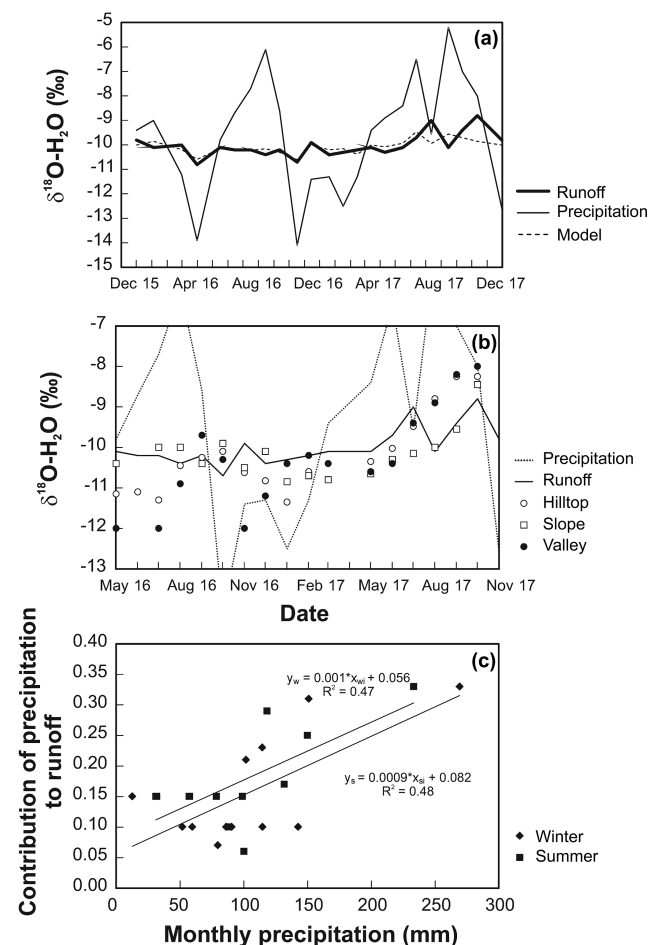 (a)
δ¹⁸O-H₂O (‰)
-5
-6
-7
-8
-9
-10
-11
-12
-13
-14
-15
Dec 15 Apr 16 Aug 16 Dec 16 Apr 17 Aug 17 Dec 17
Runoff
Precipitation
Model
(b)
δ¹⁸O-H₂O (‰)
-7
-8
-9
-10
-11
-12
-13
May 16 Aug 16 Nov 16 Feb 17 May 17 Aug 17 Nov 17
Date
Precipitation
Runoff
Hilltop
Slope
Valley
(c)
Contribution of precipitation
to runoff
0.40
0.35
0.30
0.25
0.20
0.15
0.10
0.05
0.00
y_w = 0.001*x_wi + 0.056
R² = 0.47
y_s = 0.0009*x_si + 0.082
R² = 0.48
0 50 100 150 200 250 300
Monthly precipitation (mm)
Winter
Summer